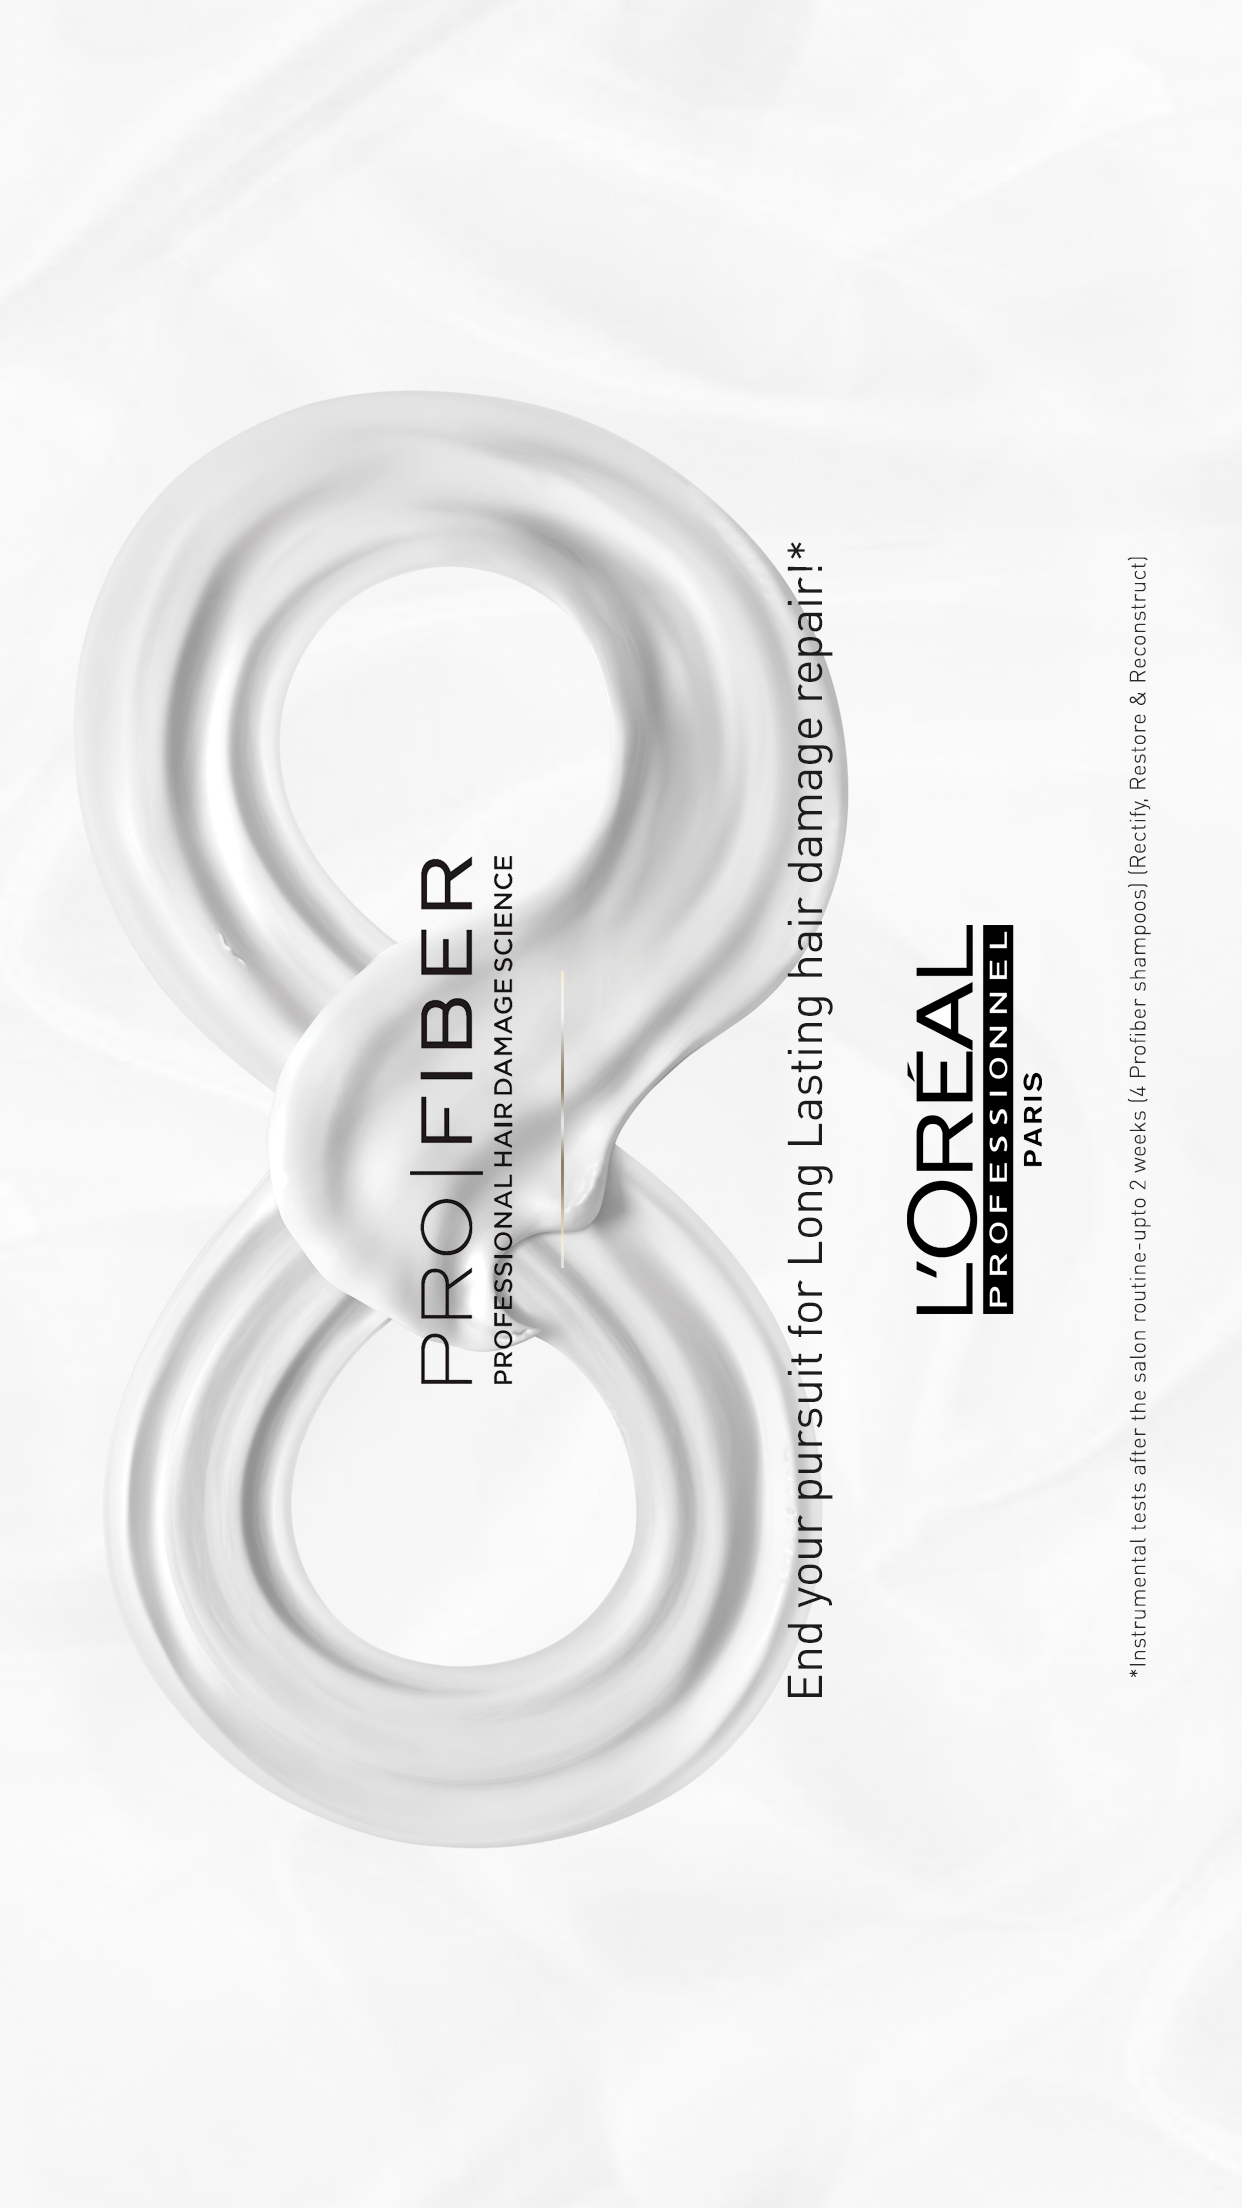 PRO|FIBER
PROFESSIONAL HAIR DAMAGE SCIENCE
End your pursuit for Long Lasting hair damage repair!*
L'ORÉAL
PROFESSIONNEL
PARIS
*Instrumental tests after the salon routine-upto 2 weeks (4 Profiber shampoos) (Rectify, Restore & Reconstruct)